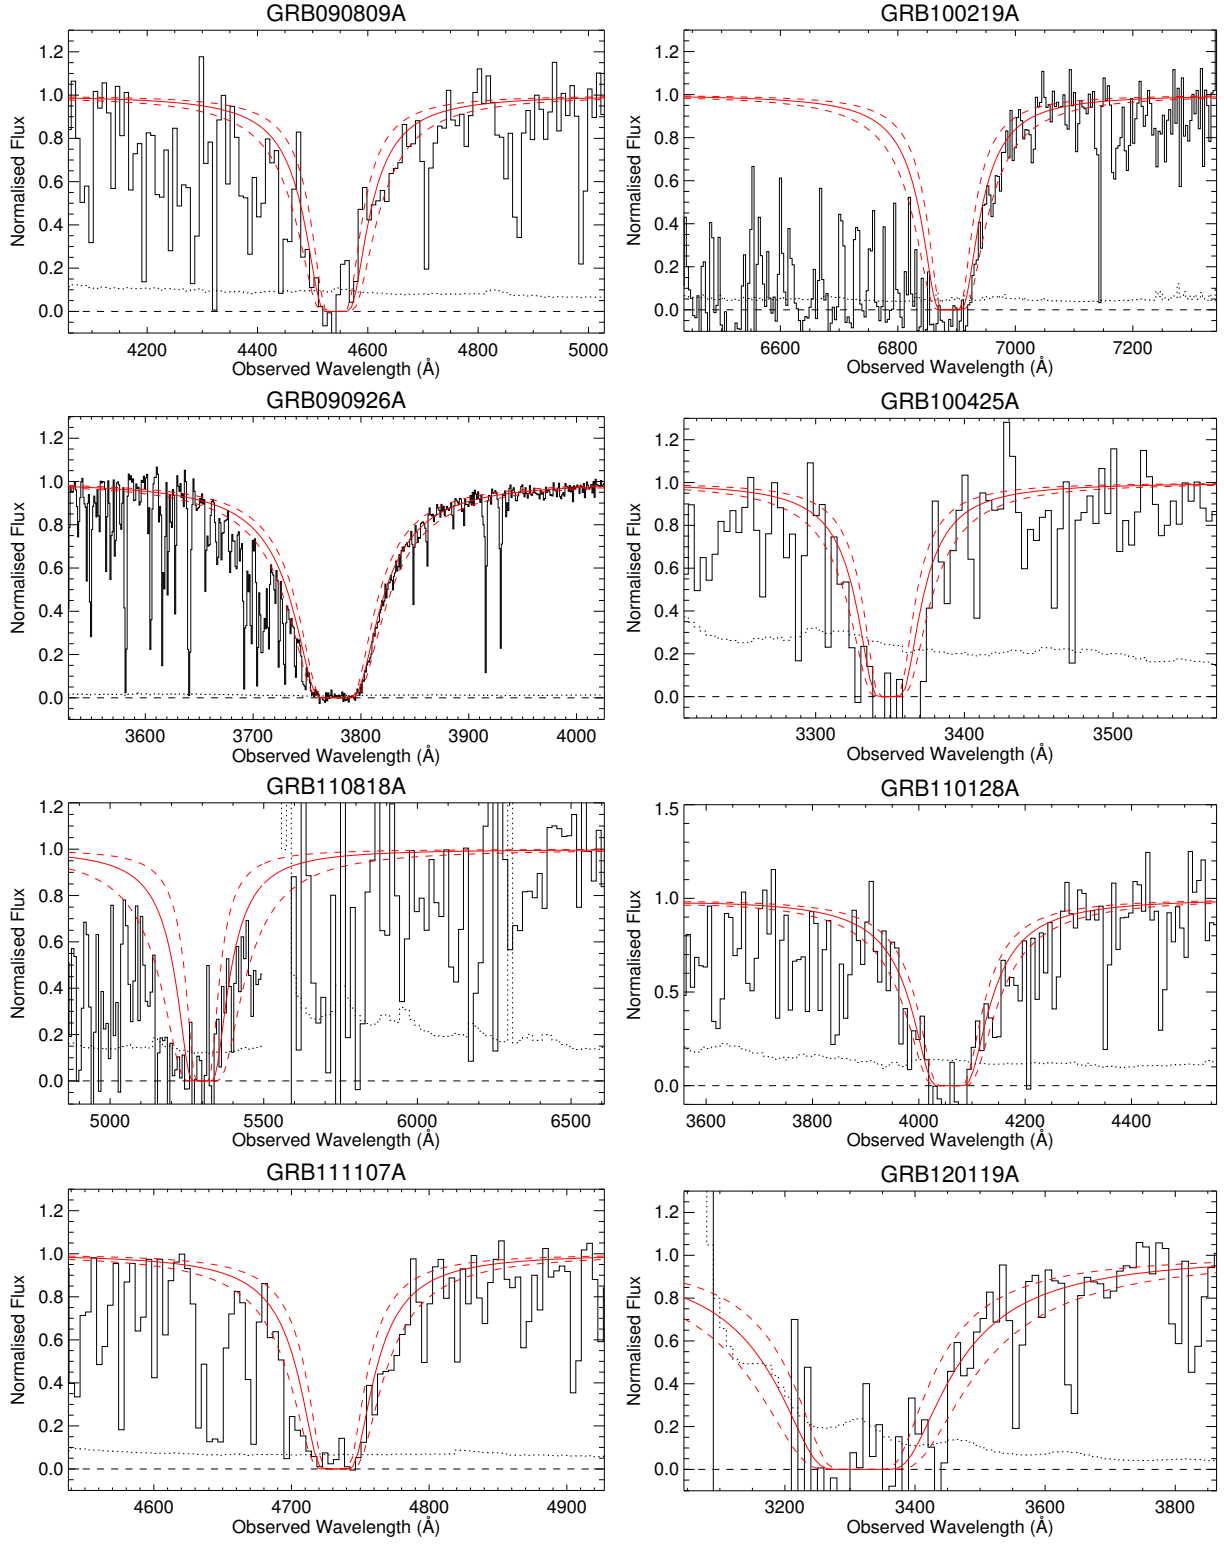 GRB090809A
1.2
1.0
0.8
0.6
0.4
0.2
0.0
Normalised Flux
4200 4400 4600 4800 5000
Observed Wavelength (Å)
GRB100219A
1.2
1.0
0.8
0.6
0.4
0.2
0.0
Normalised Flux
6600 6800 7000 7200
Observed Wavelength (Å)
GRB090926A
1.2
1.0
0.8
0.6
0.4
0.2
0.0
Normalised Flux
3600 3700 3800 3900 4000
Observed Wavelength (Å)
GRB100425A
1.2
1.0
0.8
0.6
0.4
0.2
0.0
Normalised Flux
3300 3400 3500
Observed Wavelength (Å)
GRB110818A
1.2
1.0
0.8
0.6
0.4
0.2
0.0
Normalised Flux
5000 5500 6000 6500
Observed Wavelength (Å)
GRB110128A
1.5
1.0
0.5
0.0
Normalised Flux
3600 3800 4000 4200 4400
Observed Wavelength (Å)
GRB111107A
1.2
1.0
0.8
0.6
0.4
0.2
0.0
Normalised Flux
4600 4700 4800 4900
Observed Wavelength (Å)
GRB120119A
1.2
1.0
0.8
0.6
0.4
0.2
0.0
Normalised Flux
3200 3400 3600 3800
Observed Wavelength (Å)